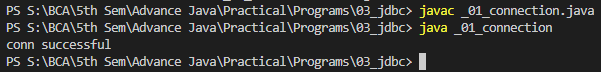 PS S:\BCA\5th Sem\Advance Java\Practical\Programs\03_jdbc> javac _01_connection.java
PS S:\BCA\5th Sem\Advance Java\Practical\Programs\03_jdbc> java _01_connection
conn successful
PS S:\BCA\5th Sem\Advance Java\Practical\Programs\03_jdbc>